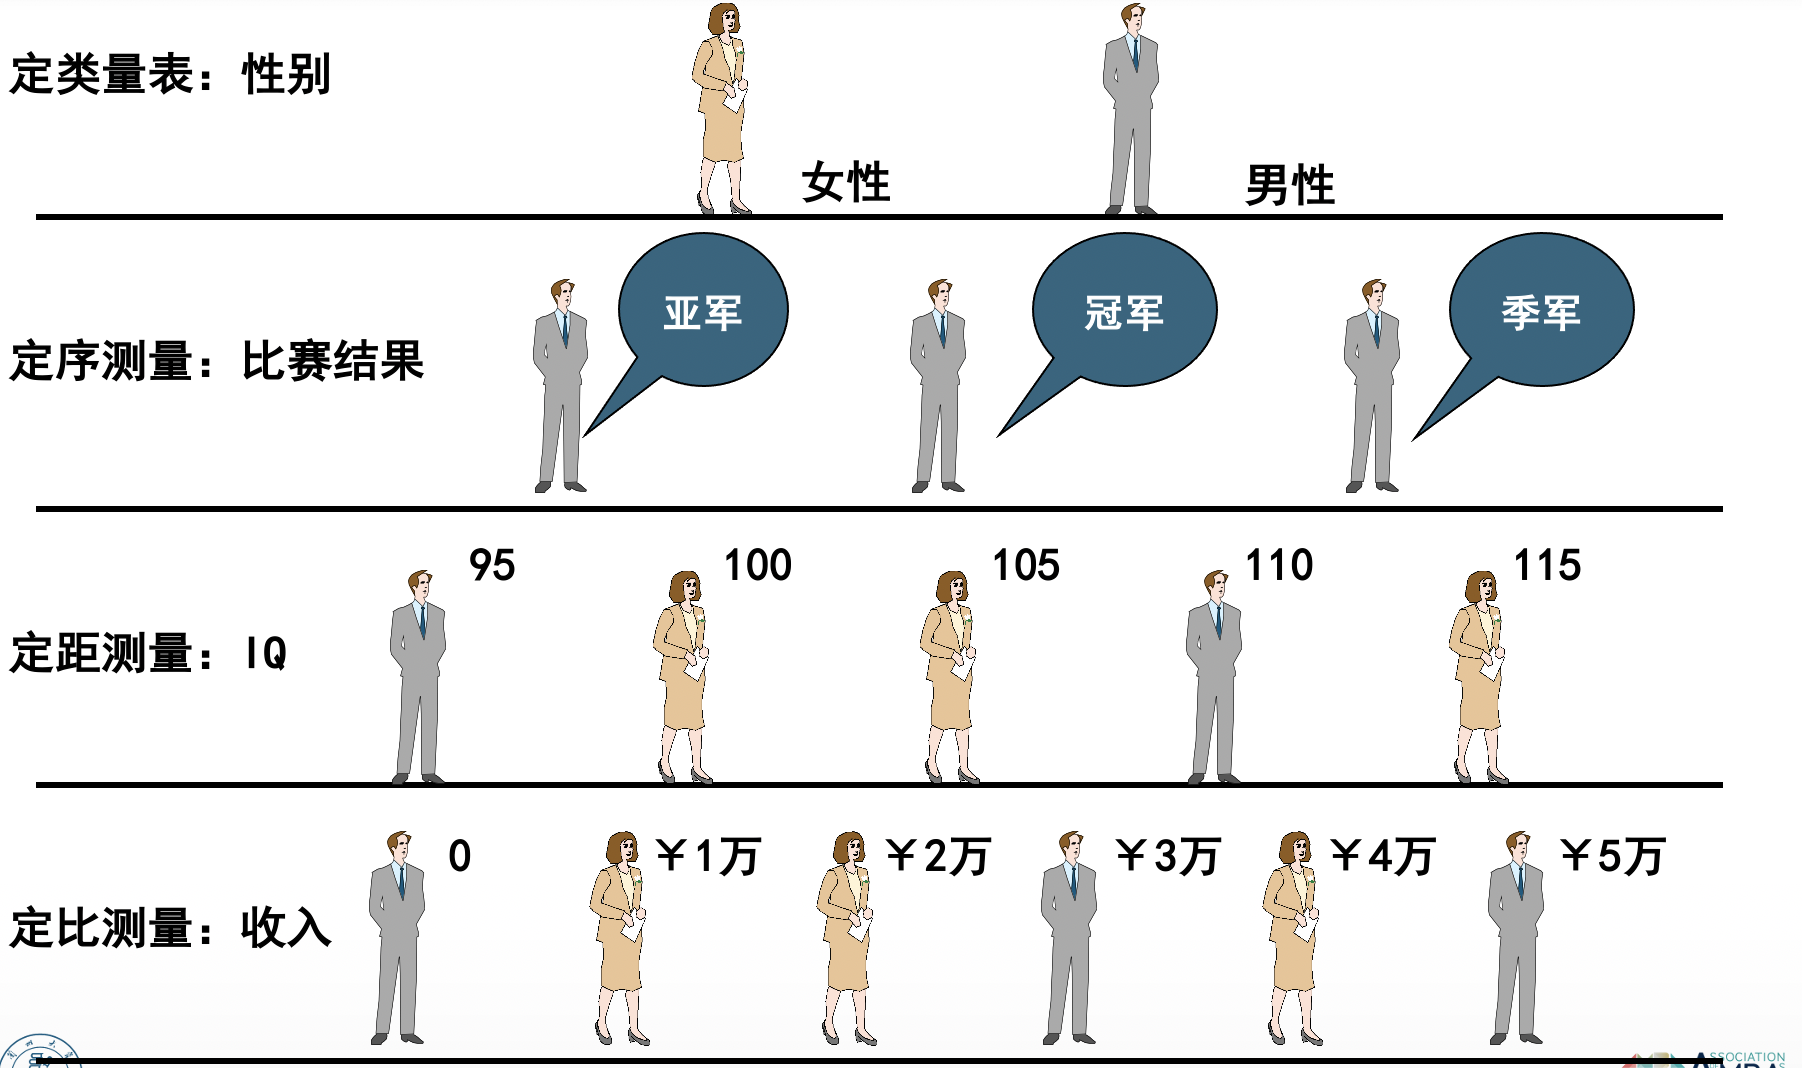 定类量表：性别
女性
男性
亚军
冠军
季军
定序测量：比赛结果
95
100
105
110
115
定距测量：IQ
0
￥1万
￥2万
￥3万
￥4万
￥5万
定比测量：收入
ASSOCIATION